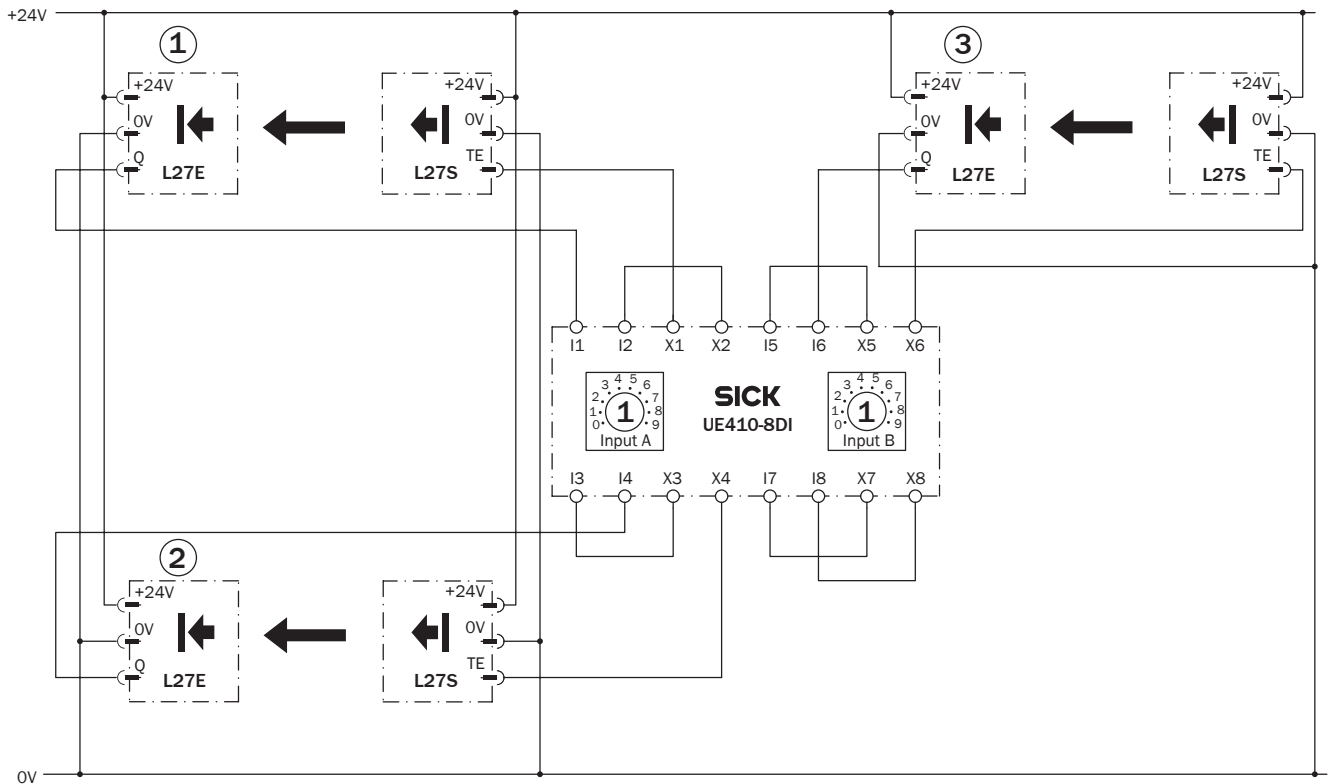 +24V
1
3
+24V
0V
Q
L27E
+24V
0V
TE
L27S
+24V
0V
Q
L27E
+24V
0V
TE
L27S
I1 I2 X1 X2 I5 I6 X5 X6
0 1 2 3 4 5 6 7 8 9
1
Input A
SICK
UE410-8DI
0 1 2 3 4 5 6 7 8 9
1
Input B
I3 I4 X3 X4 I7 I8 X7 X8
2
+24V
0V
Q
L27E
+24V
0V
TE
L27S
0V